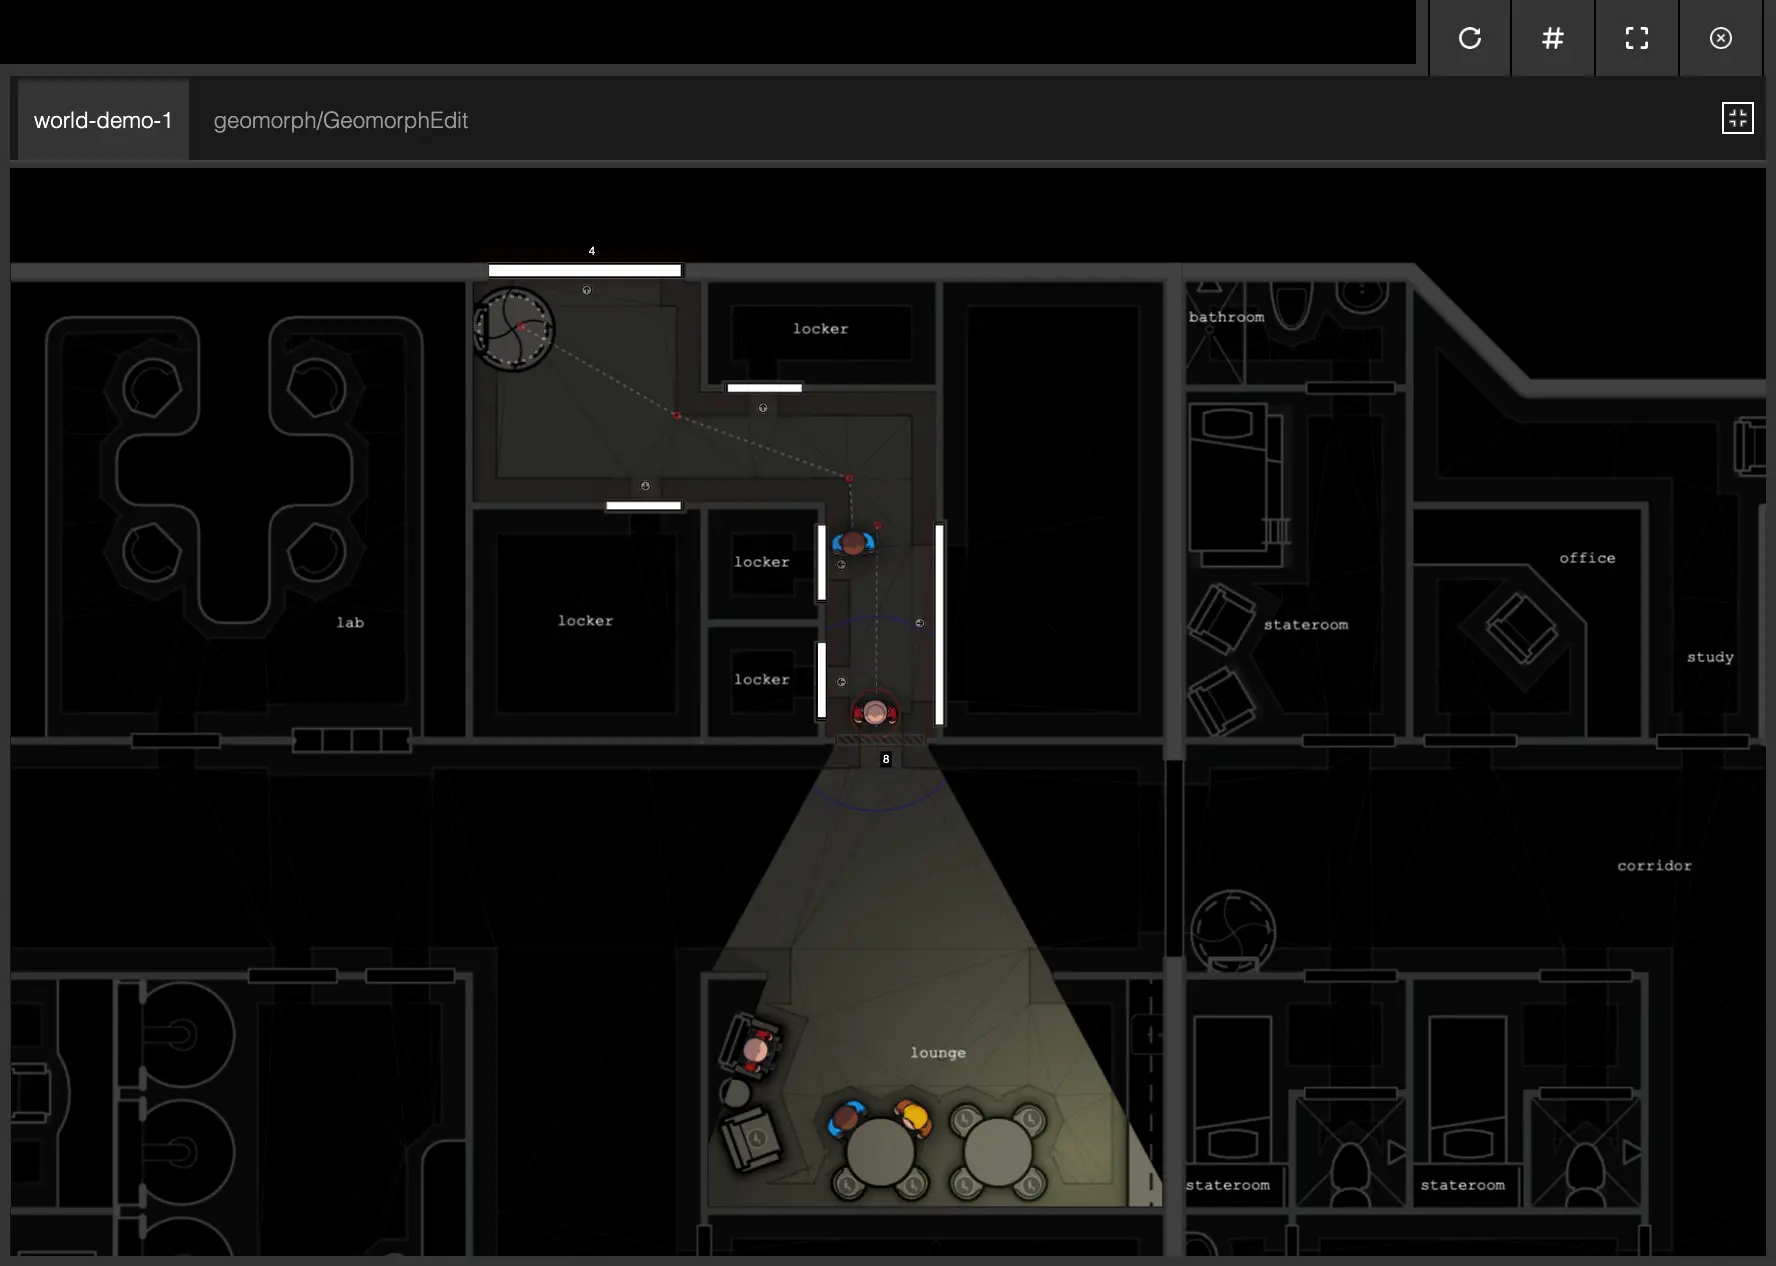 world-demo-1 geomorph/GeomorphEdit
4
locker
bathroom
locker
office
locker
lab
stateroom
study
locker
8
corridor
lounge
stateroom
stateroom